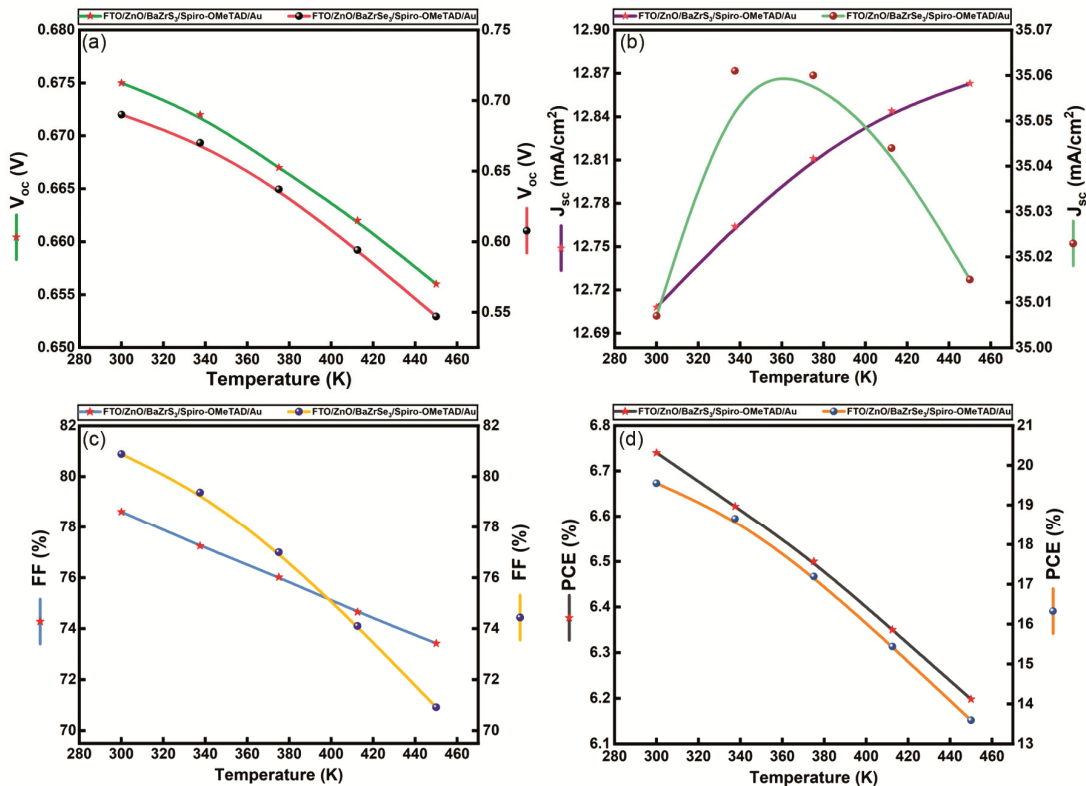 FTO/ZnO/BaZrS3/Spiro-OMeTAD/Au FTO/ZnO/BaZrSe3/Spiro-OMeTAD/Au
(a)
0.680
0.675
0.670
0.665
0.660
0.655
0.650
Voc (V)
0.75
0.70
0.65
0.60
0.55
Voc (V)
280 300 320 340 360 380 400 420 440 460
Temperature (K)
FTO/ZnO/BaZrS3/Spiro-OMeTAD/Au FTO/ZnO/BaZrSe3/Spiro-OMeTAD/Au
(b)
12.90
12.87
12.84
12.81
12.78
12.75
12.72
12.69
Jsc (mA/cm2)
35.07
35.06
35.05
35.04
35.03
35.02
35.01
35.00
Jsc (mA/cm2)
280 300 320 340 360 380 400 420 440 460
Temperature (K)
FTO/ZnO/BaZrS3/Spiro-OMeTAD/Au FTO/ZnO/BaZrSe3/Spiro-OMeTAD/Au
(c)
82
80
78
76
74
72
70
FF (%)
82
80
78
76
74
72
70
FF (%)
280 300 320 340 360 380 400 420 440 460
Temperature (K)
FTO/ZnO/BaZrS3/Spiro-OMeTAD/Au FTO/ZnO/BaZrSe3/Spiro-OMeTAD/Au
(d)
6.8
6.7
6.6
6.5
6.4
6.3
6.2
6.1
PCE (%)
21
20
19
18
17
16
15
14
13
PCE (%)
280 300 320 340 360 380 400 420 440 460
Temperature (K)